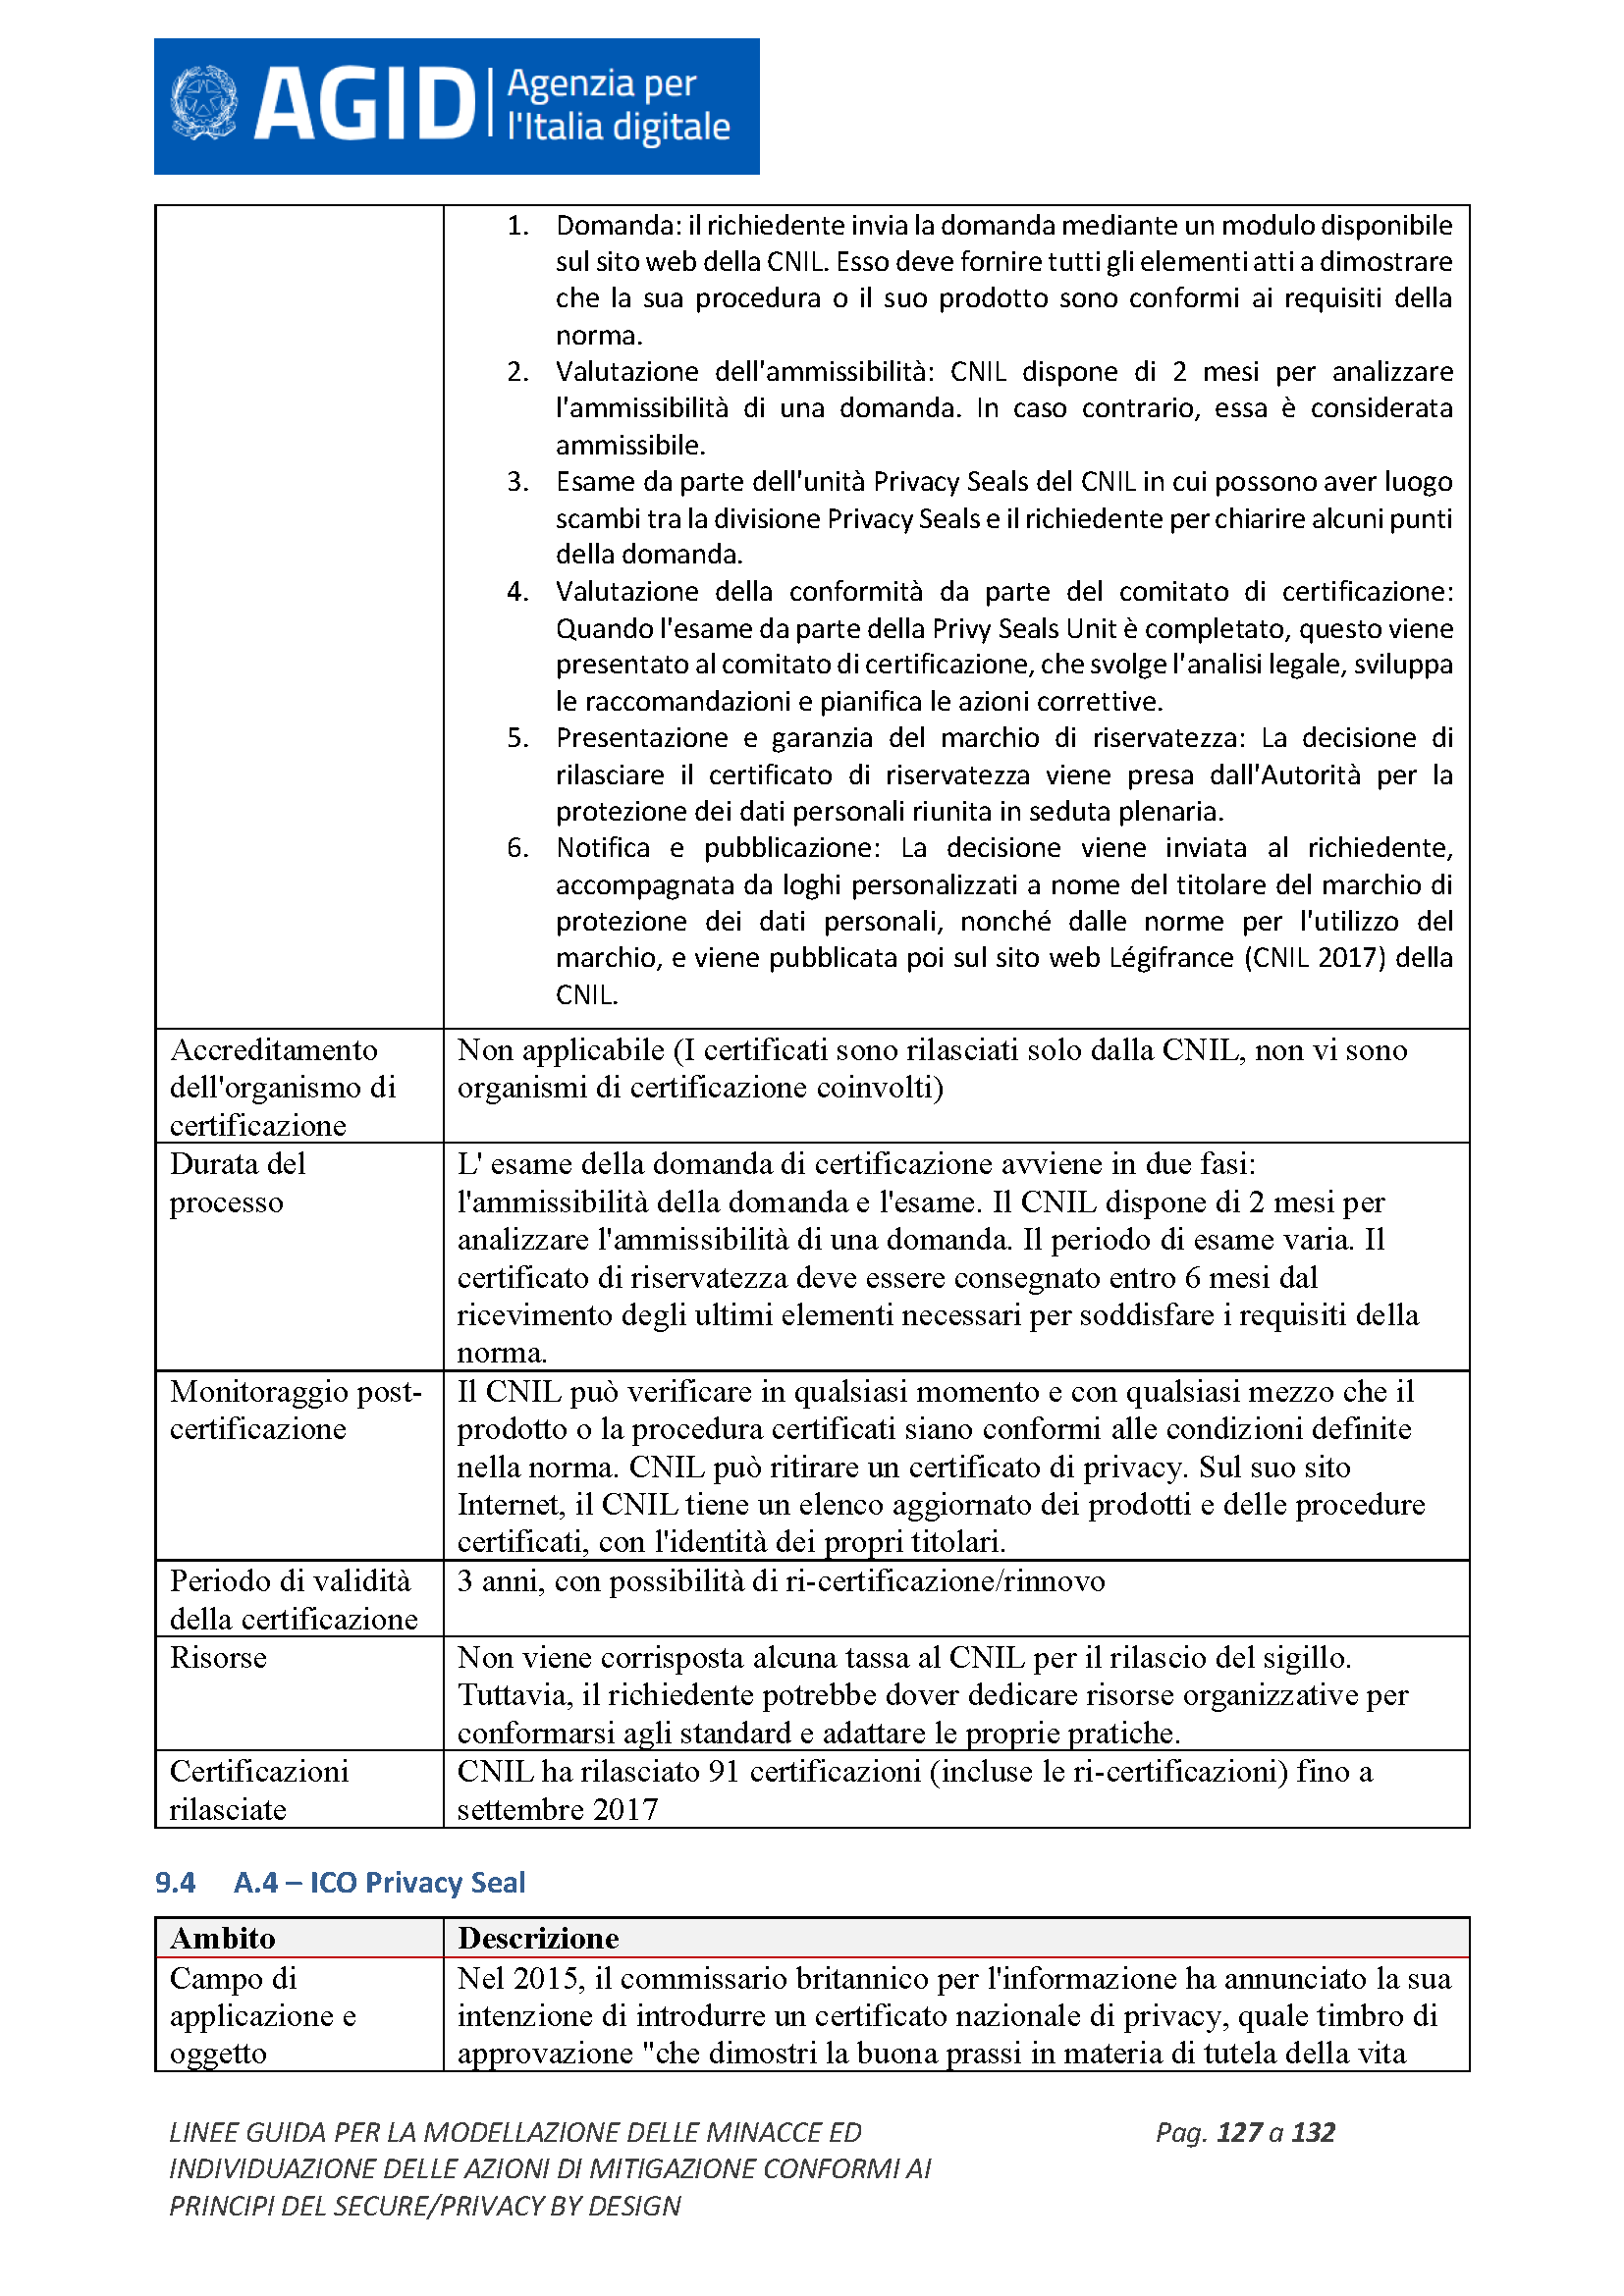 AGID
Agenzia per
l'Italia digitale
1. Domanda: il richiedente invia la domanda mediante un modulo disponibile
sul sito web della CNIL. Esso deve fornire tutti gli elementi atti a dimostrare
che la sua procedura o il suo prodotto sono conformi ai requisiti della
norma.
2. Valutazione dell'ammissibilità: CNIL dispone di 2 mesi per analizzare
l'ammissibilità di una domanda. In caso contrario, essa è considerata
ammissibile.
3. Esame da parte dell'unità Privacy Seals del CNIL in cui possono aver luogo
scambi tra la divisione Privacy Seals e il richiedente per chiarire alcuni punti
della domanda.
4. Valutazione della conformità da parte del comitato di certificazione:
Quando l'esame da parte della Privy Seals Unit è completato, questo viene
presentato al comitato di certificazione, che svolge l'analisi legale, sviluppa
le raccomandazioni e pianifica le azioni correttive.
5. Presentazione e garanzia del marchio di riservatezza: La decisione di
rilasciare il certificato di riservatezza viene presa dall'Autorità per la
protezione dei dati personali riunita in seduta plenaria.
6. Notifica e pubblicazione: La decisione viene inviata al richiedente,
accompagnata da loghi personalizzati a nome del titolare del marchio di
protezione dei dati personali, nonché dalle norme per l'utilizzo del
marchio, e viene pubblicata poi sul sito web Légifrance (CNIL 2017) della
CNIL.
Accreditamento
dell'organismo di
certificazione
Non applicabile (I certificati sono rilasciati solo dalla CNIL, non vi sono
organismi di certificazione coinvolti)
Durata del
processo
L' esame della domanda di certificazione avviene in due fasi:
l'ammissibilità della domanda e l'esame. Il CNIL dispone di 2 mesi per
analizzare l'ammissibilità di una domanda. Il periodo di esame varia. Il
certificato di riservatezza deve essere consegnato entro 6 mesi dal
ricevimento degli ultimi elementi necessari per soddisfare i requisiti della
norma.
Monitoraggio post-
certificazione
Il CNIL può verificare in qualsiasi momento e con qualsiasi mezzo che il
prodotto o la procedura certificati siano conformi alle condizioni definite
nella norma. CNIL può ritirare un certificato di privacy. Sul suo sito
Internet, il CNIL tiene un elenco aggiornato dei prodotti e delle procedure
certificati, con l'identità dei propri titolari.
Periodo di validità
della certificazione
3 anni, con possibilità di ri-certificazione/rinnovo
Risorse
Non viene corrisposta alcuna tassa al CNIL per il rilascio del sigillo.
Tuttavia, il richiedente potrebbe dover dedicare risorse organizzative per
conformarsi agli standard e adattare le proprie pratiche.
Certificazioni
rilasciate
CNIL ha rilasciato 91 certificazioni (incluse le ri-certificazioni) fino a
settembre 2017
9.4 A.4 – ICO Privacy Seal
Ambito
Descrizione
Campo di
applicazione e
oggetto
Nel 2015, il commissario britannico per l'informazione ha annunciato la sua
intenzione di introdurre un certificato nazionale di privacy, quale timbro di
approvazione "che dimostri la buona prassi in materia di tutela della vita
LINEE GUIDA PER LA MODELLAZIONE DELLE MINACCE ED
INDIVIDUAZIONE DELLE AZIONI DI MITIGAZIONE CONFORMI AI
PRINCIPI DEL SECURE/PRIVACY BY DESIGN
Pag. 127 a 132